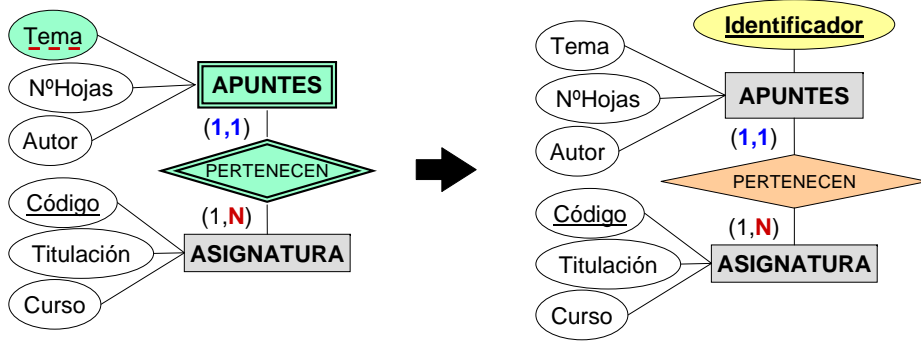 Tema
NºHojas
Autor
APUNTES
(1,1)
PERTENECEN
(1,N)
Código
Titulación
Curso
ASIGNATURA
Identificador
Tema
NºHojas
Autor
APUNTES
(1,1)
PERTENECEN
(1,N)
Código
Titulación
Curso
ASIGNATURA